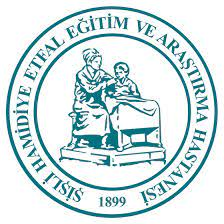 ŞİŞLİ HAMİDİYE ETFAL EĞİTİM VE ARAŞTIRMA HASTANESİ
1899